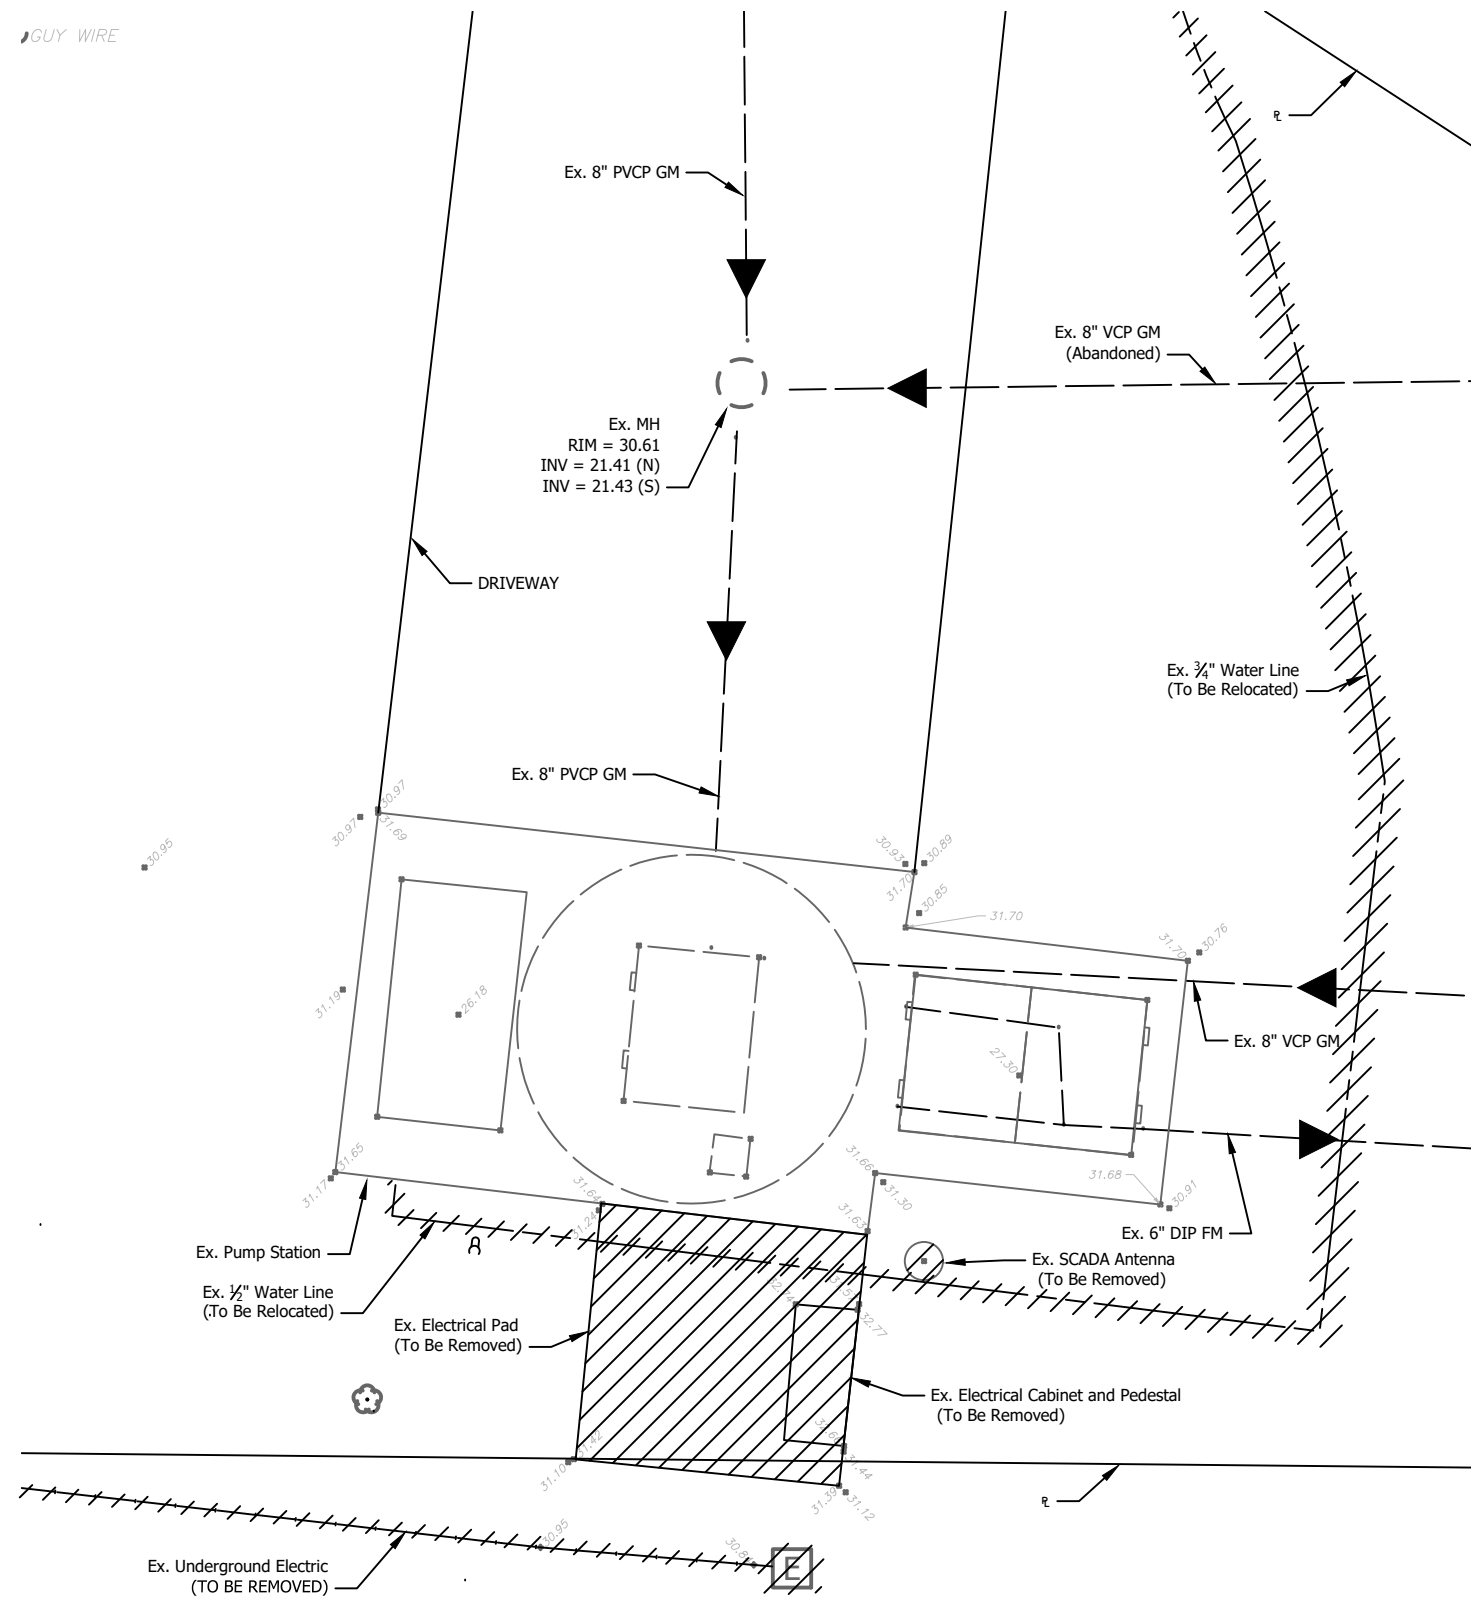 GUY WIRE
℄
Ex. 8" PVCP GM
Ex. 8" VCP GM
(Abandoned)
Ex. MH
RIM = 30.61
INV = 21.41 (N)
INV = 21.43 (S)
DRIVEWAY
Ex. ¾" Water Line
(To Be Relocated)
Ex. 8" PVCP GM
30.97
30.97
31.69
30.95
30.93
30.89
31.70
30.85
31.70
31.70
30.76
31.19
26.18
27.30
Ex. 8" VCP GM
31.65
31.17
31.64
31.24
31.66
31.30
31.63
31.68
30.91
Ex. 6" DIP FM
Ex. Pump Station
Ex. SCADA Antenna
(To Be Removed)
Ex. ½" Water Line
(To Be Relocated)
32.77
Ex. Electrical Pad
(To Be Removed)
Ex. Electrical Cabinet and Pedestal
(To Be Removed)
31.42
31.10
31.44
31.39
31.12
℄
30.95
E
Ex. Underground Electric
(TO BE REMOVED)